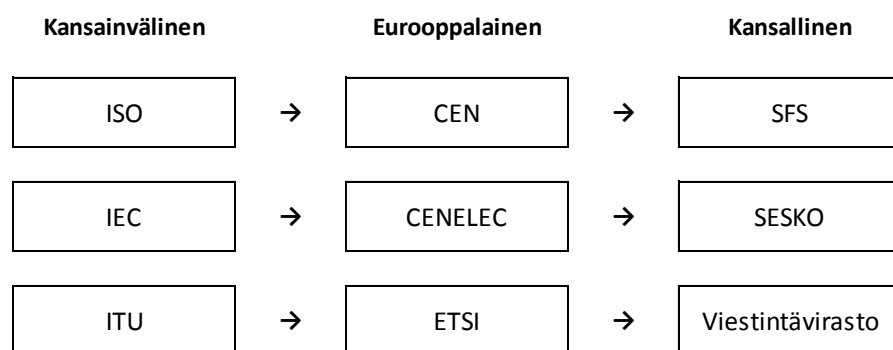 Kansainvälinen Eurooppalainen Kansallinen
ISO → CEN → SFS
IEC → CENELEC → SESKO
ITU → ETSI → Viestintävirasto